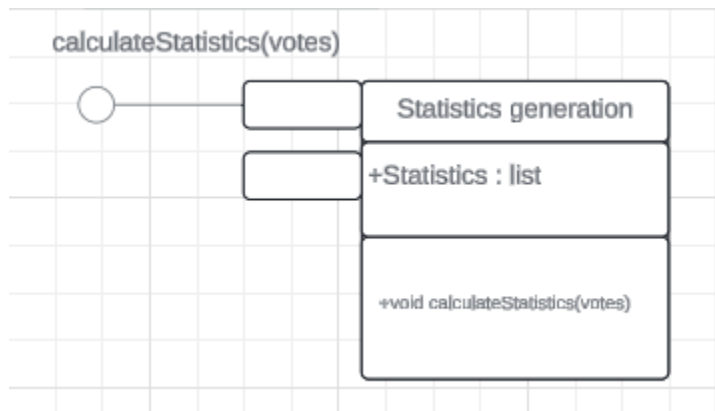 calculateStatistics(votes)
Statistics generation
+Statistics : list
+void calculateStatistics(votes)